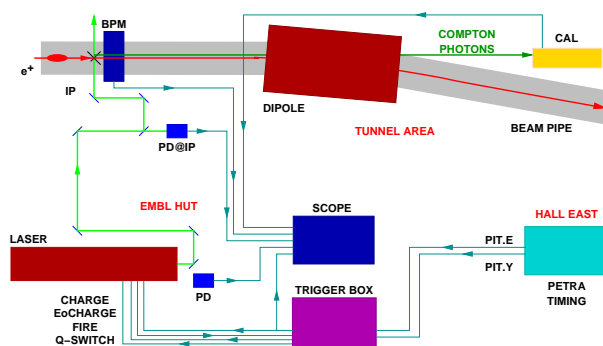 BPM
COMPTON
PHOTONS
CAL
e+
IP
DIPOLE
TUNNEL AREA
BEAM PIPE
PD@IP
EMBL HUT
SCOPE
HALL EAST
LASER
PIT.E
PIT.Y
PD
PETRA
TIMING
TRIGGER BOX
CHARGE
EoCHARGE
FIRE
Q−SWITCH